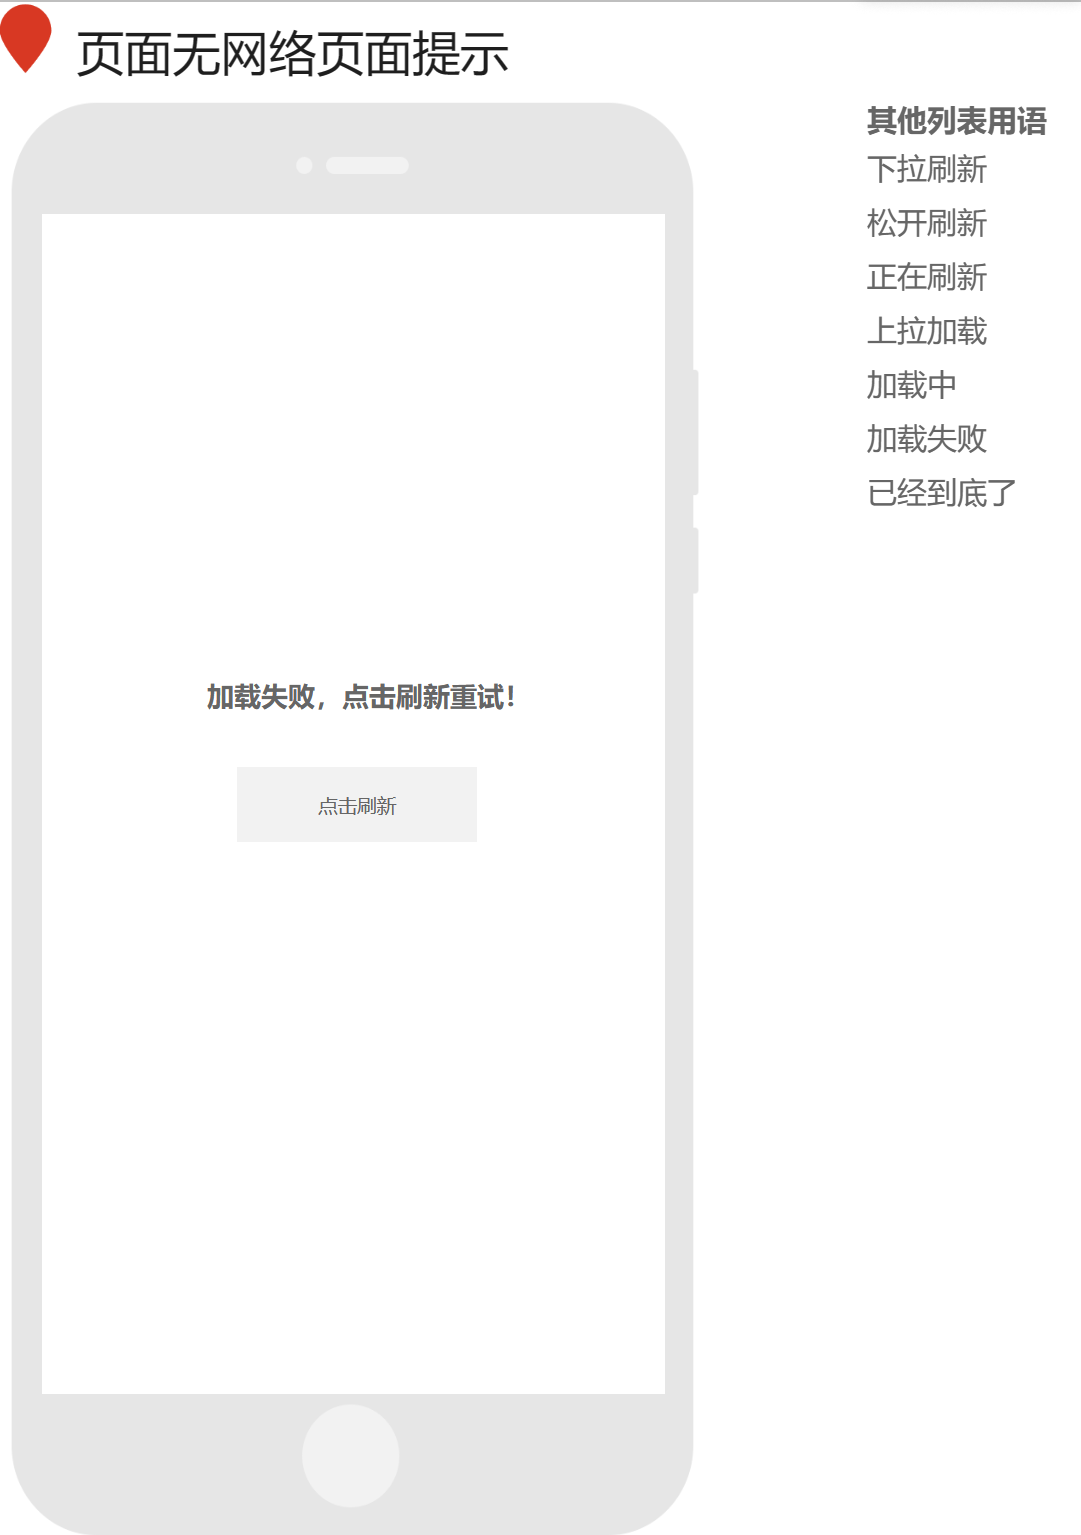 页面无网络页面提示
其他列表用语
下拉刷新
松开刷新
正在刷新
上拉加载
加载中
加载失败
已经到底了
加载失败，点击刷新重试！
点击刷新